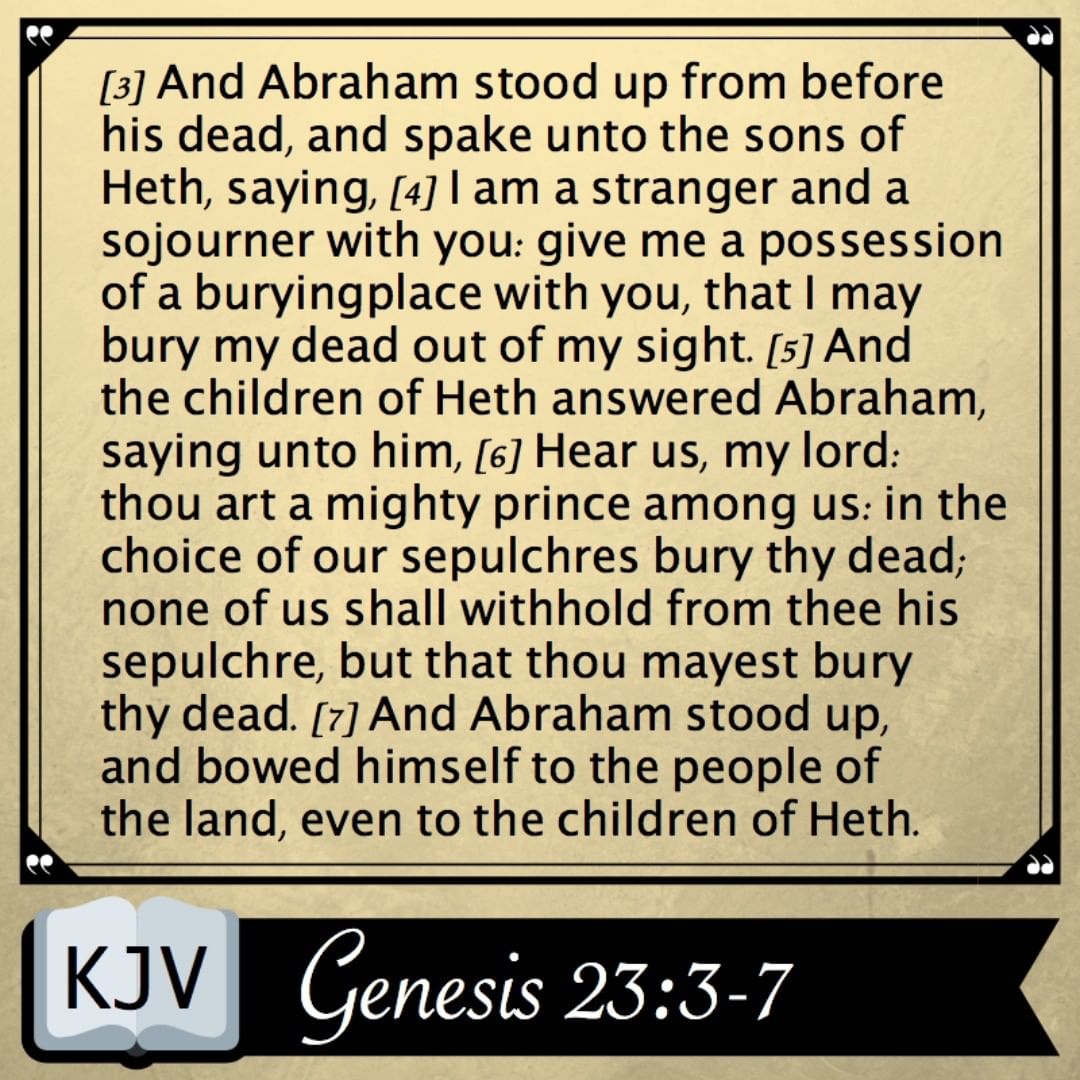 [3] And Abraham stood up from before
his dead, and spake unto the sons of
Heth, saying, [4] I am a stranger and a
sojourner with you: give me a possession
of a buryingplace with you, that I may
bury my dead out of my sight. [5] And
the children of Heth answered Abraham,
saying unto him, [6] Hear us, my lord:
thou art a mighty prince among us: in the
choice of our sepulchres bury thy dead;
none of us shall withhold from thee his
sepulchre, but that thou mayest bury
thy dead. [7] And Abraham stood up,
and bowed himself to the people of
the land, even to the children of Heth.
KJV
Genesis 23:3-7